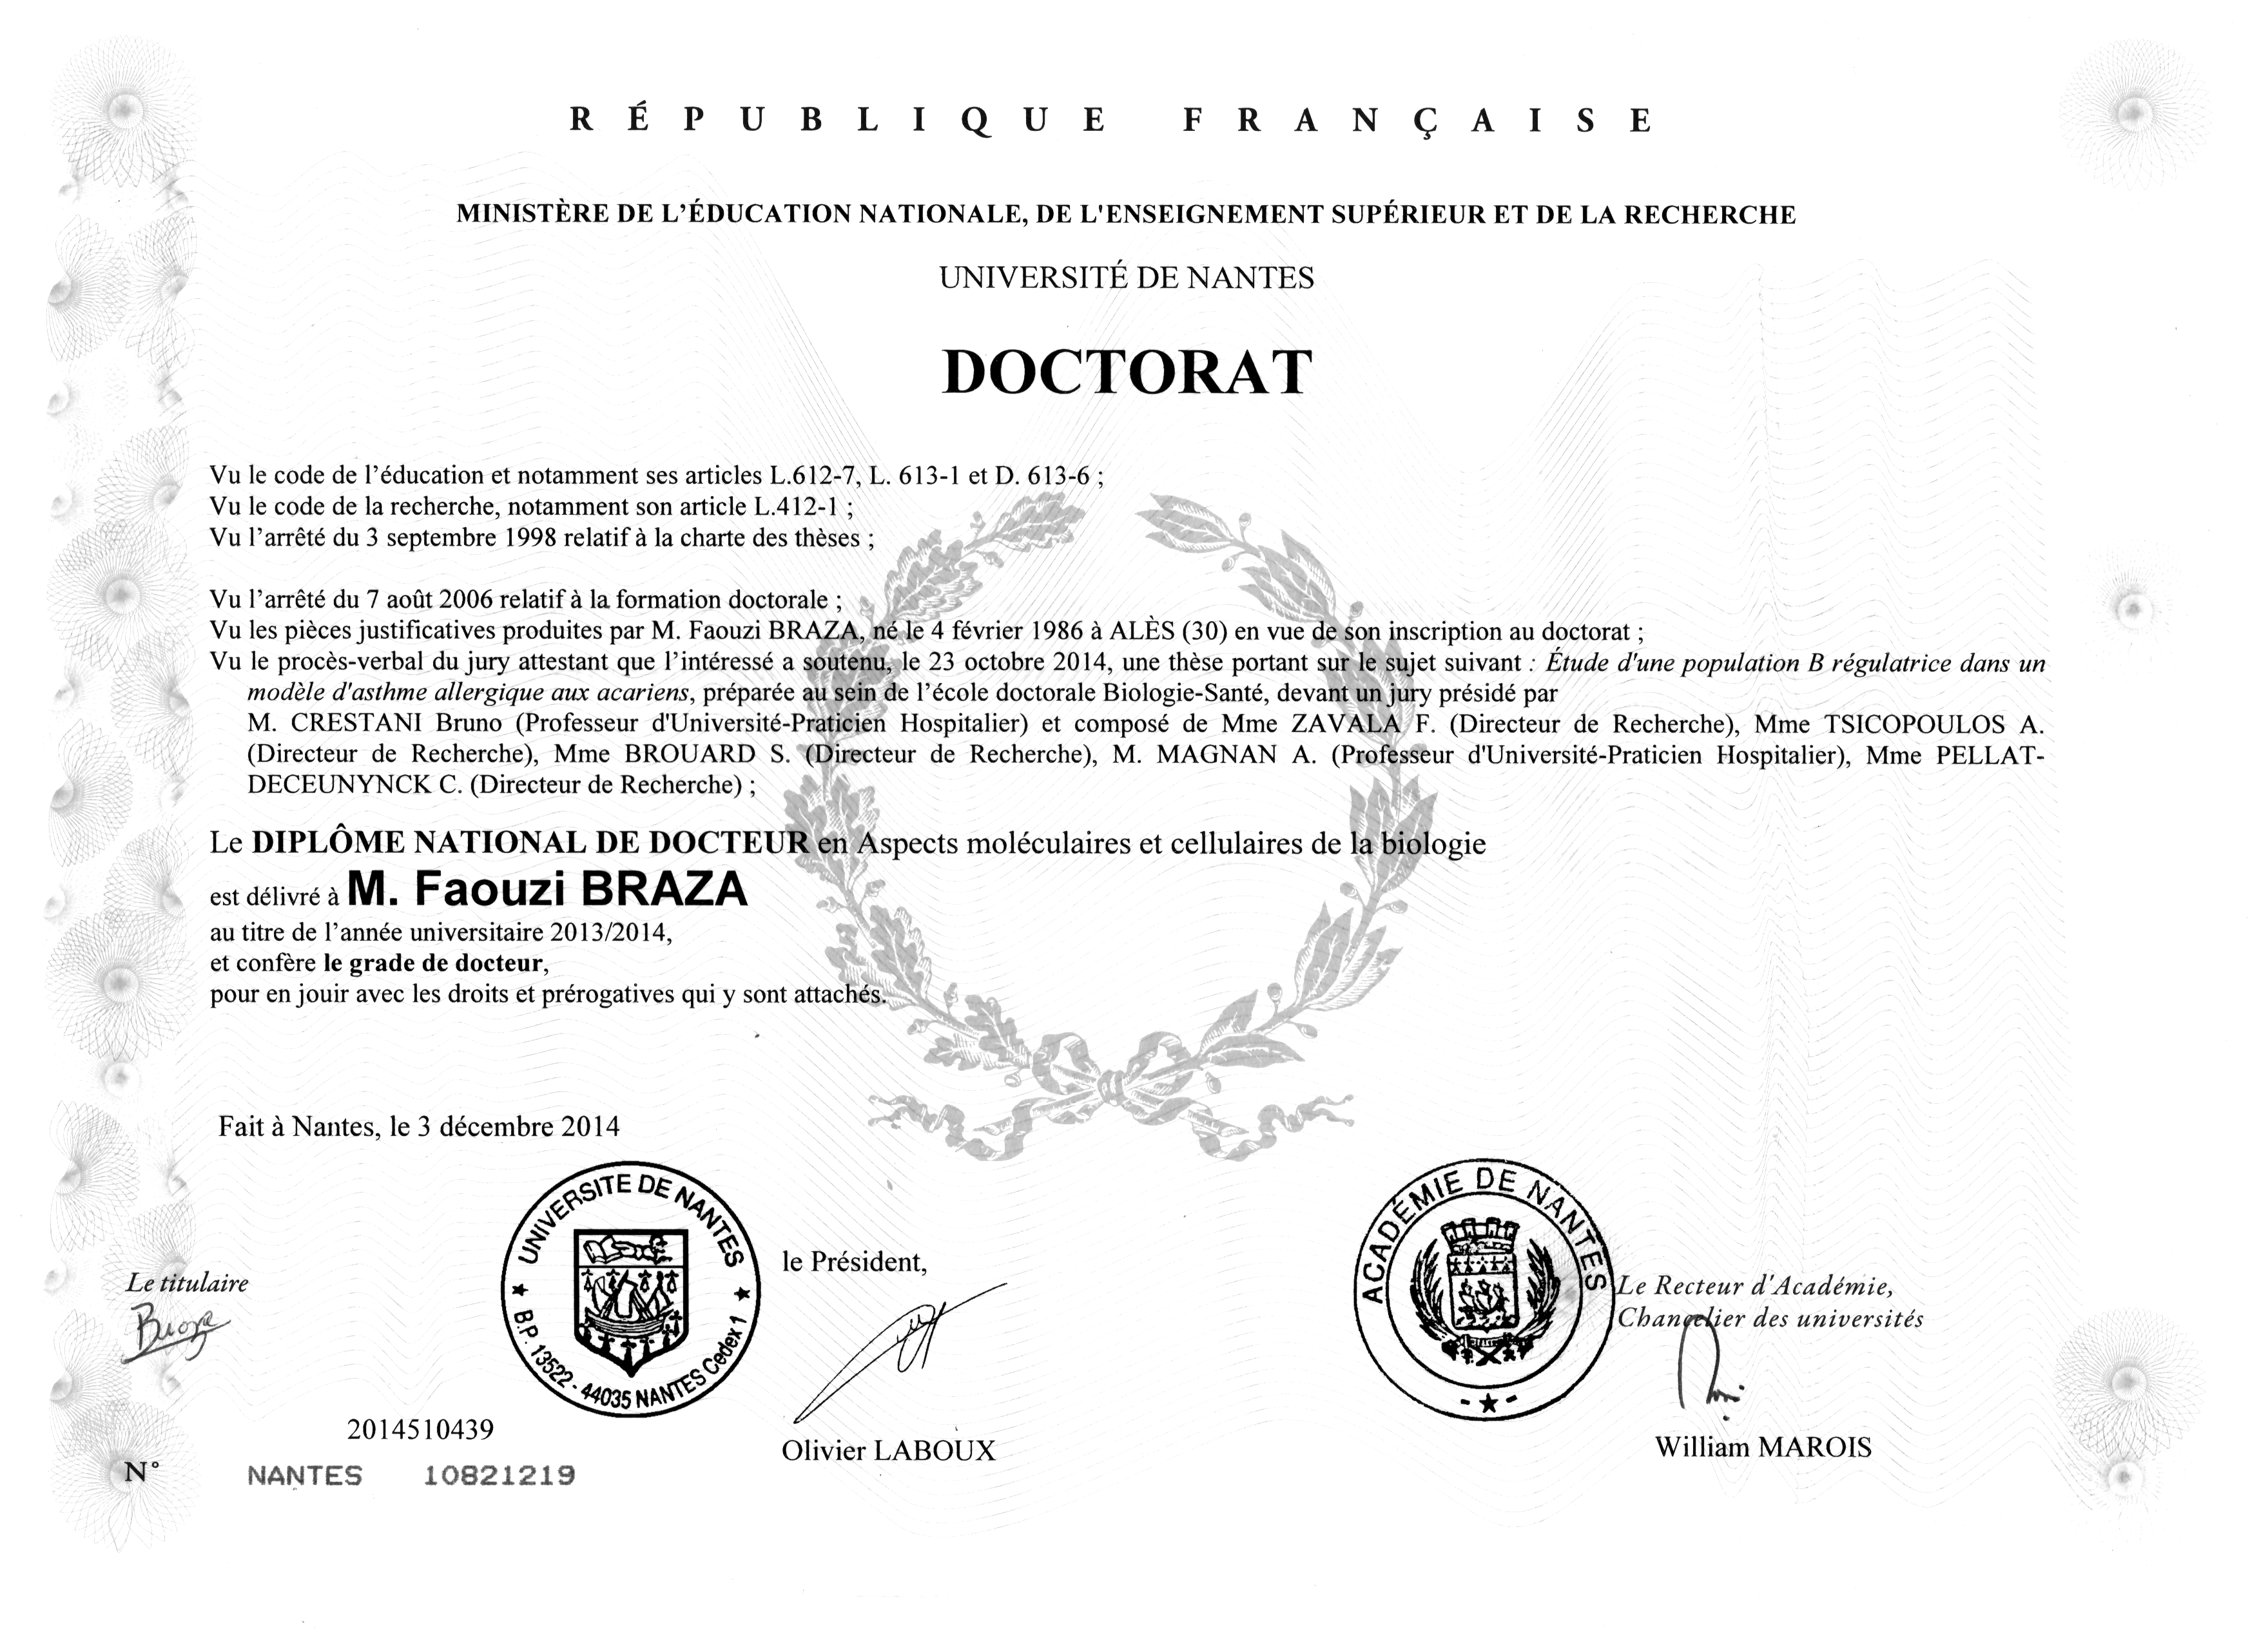 RÉPUBLIQUE FRANÇAISE
MINISTÈRE DE L’ÉDUCATION NATIONALE, DE L'ENSEIGNEMENT SUPÉRIEUR ET DE LA RECHERCHE
UNIVERSITÉ DE NANTES
DOCTORAT
Vu le code de l’éducation et notamment ses articles L.612-7, L. 613-1 et D. 613-6 ;
Vu le code de la recherche, notamment son article L.412-1 ;
Vu l’arrêté du 3 septembre 1998 relatif à la charte des thèses ;
Vu l’arrêté du 7 août 2006 relatif à la formation doctorale ;
Vu les pièces justificatives produites par M. Faouzi BRAZA, né le 4 février 1986 à ALÈS (30) en vue de son inscription au doctorat ;
Vu le procès-verbal du jury attestant que l’intéressé a soutenu, le 23 octobre 2014, une thèse portant sur le sujet suivant : Étude d'une population B régulatrice dans un
modèle d'asthme allergique aux acariens, préparée au sein de l’école doctorale Biologie-Santé, devant un jury présidé par
M. CRESTANI Bruno (Professeur d'Université-Praticien Hospitalier) et composé de Mme ZAVALA F. (Directeur de Recherche), Mme TSICOPOULOS A.
(Directeur de Recherche), Mme BROUARD S. (Directeur de Recherche), M. MAGNAN A. (Professeur d'Université-Praticien Hospitalier), Mme PELLAT-
DECEUNYNCK C. (Directeur de Recherche) ;
Le DIPLÔME NATIONAL DE DOCTEUR en Aspects moléculaires et cellulaires de la biologie
est délivré à M. Faouzi BRAZA
au titre de l’année universitaire 2013/2014,
et confère le grade de docteur,
pour en jouir avec les droits et prérogatives qui y sont attachés.
Fait à Nantes, le 3 décembre 2014
Le titulaire
Braza
UNIVERSITE DE NANTES
B.P. 13522 - 44035 NANTES Cedex 1
le Président,
Olivier LABOUX
ACADÉMIE DE NANTES
Le Recteur d'Académie,
Chancelier des universités
William MAROIS
2014510439
N° NANTES 10821219